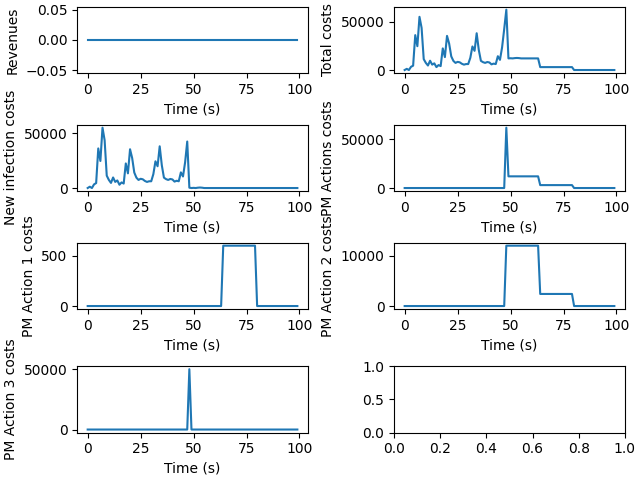 Revenues
0.05
0.00
−0.05
0 25 50 75 100
Time (s)
Total costs
50000
0
0 25 50 75 100
Time (s)
New infection costs
50000
0
0 25 50 75 100
Time (s)
PM Actions costs
50000
0
0 25 50 75 100
Time (s)
PM Action 1 costs
500
0
0 25 50 75 100
Time (s)
PM Action 2 costs
10000
0
0 25 50 75 100
Time (s)
PM Action 3 costs
50000
0
0 25 50 75 100
Time (s)
1.0
0.5
0.0
0.0 0.2 0.4 0.6 0.8 1.0